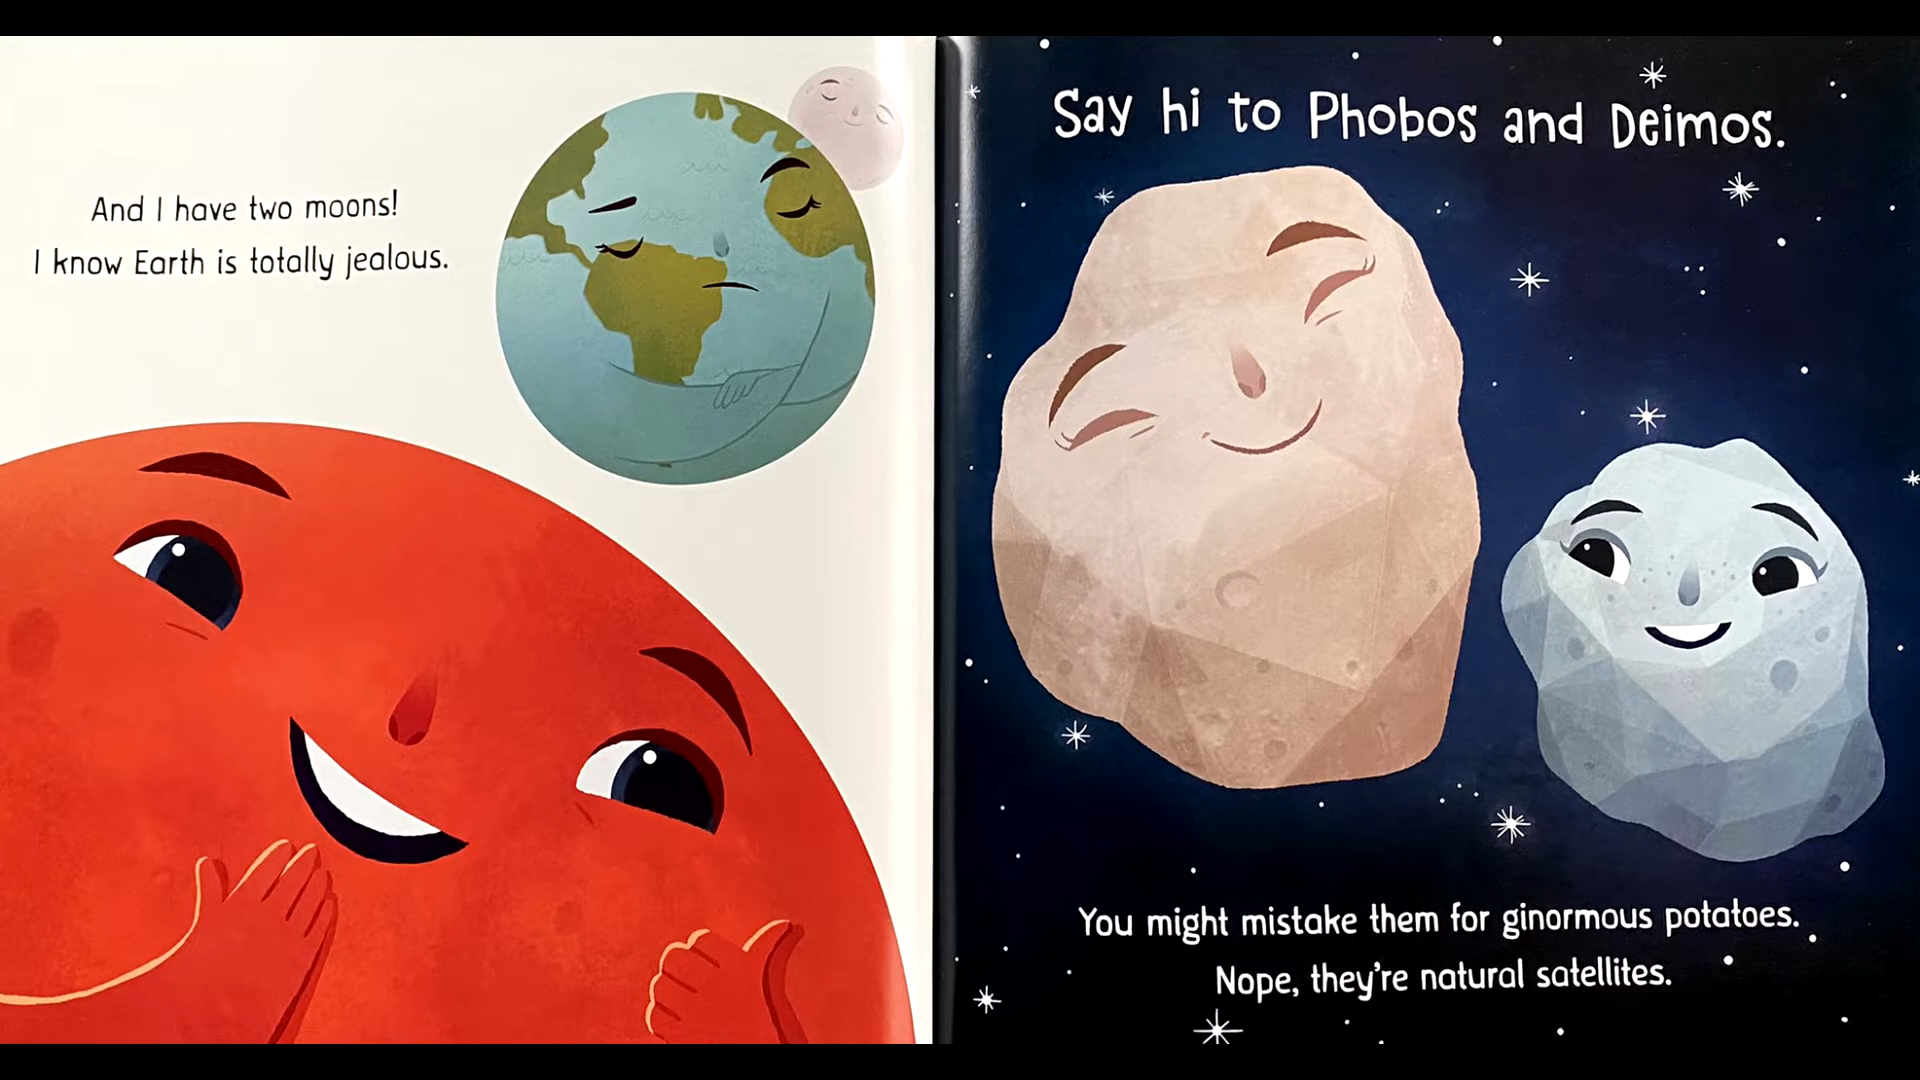 And I have two moons!
I know Earth is totally jealous.
Say hi to Phobos and Deimos.
You might mistake them for ginormous potatoes.
Nope, they're natural satellites.